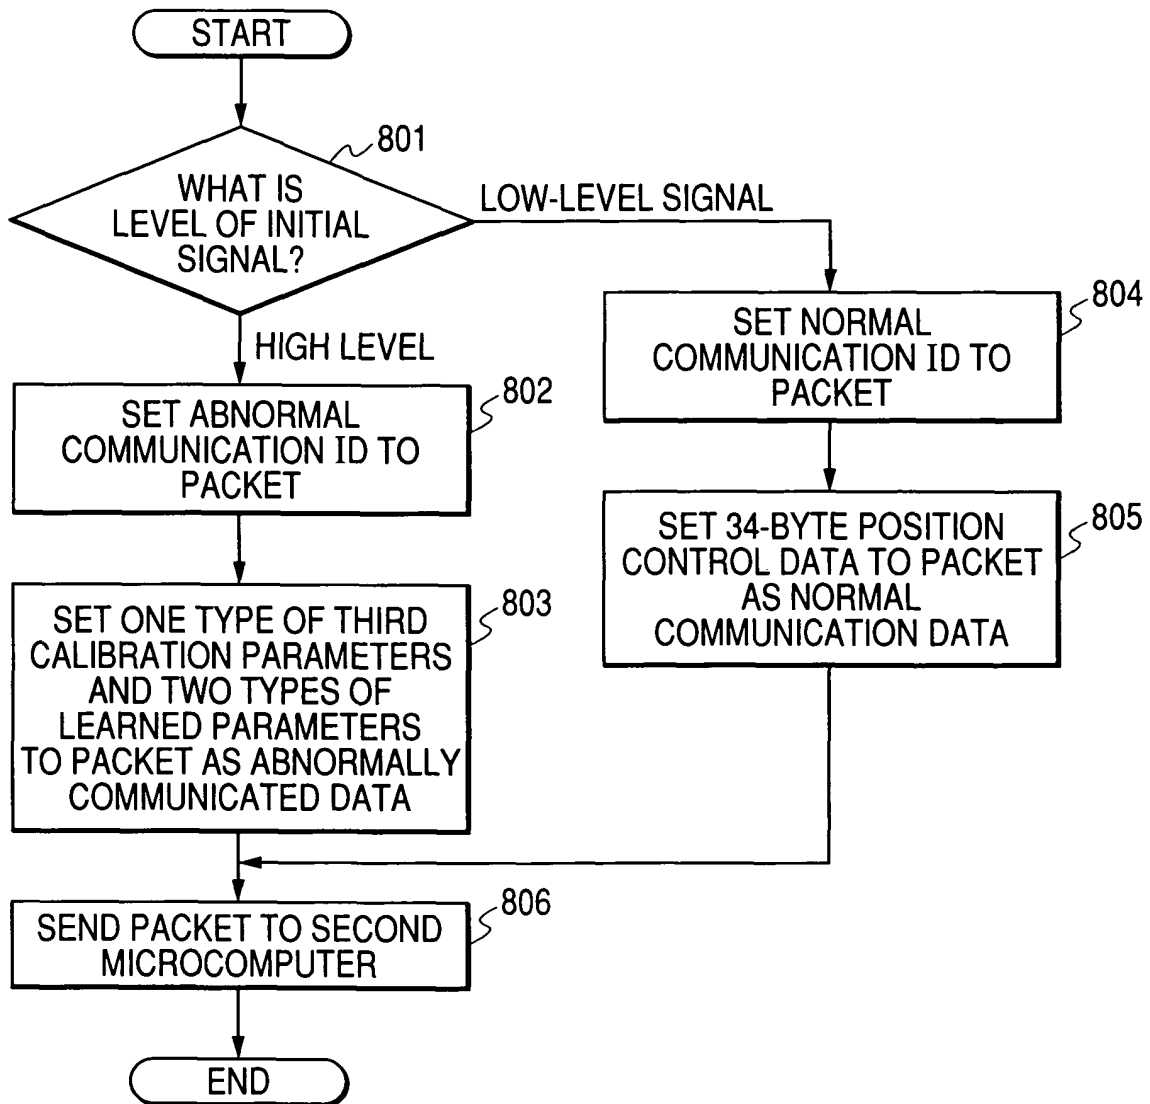 START
801
WHAT IS
LEVEL OF INITIAL
SIGNAL?
LOW-LEVEL SIGNAL
HIGH LEVEL
802
SET ABNORMAL
COMMUNICATION ID TO
PACKET
803
SET ONE TYPE OF THIRD
CALIBRATION PARAMETERS
AND TWO TYPES OF
LEARNED PARAMETERS
TO PACKET AS ABNORMALLY
COMMUNICATED DATA
804
SET NORMAL
COMMUNICATION ID TO
PACKET
805
SET 34-BYTE POSITION
CONTROL DATA TO PACKET
AS NORMAL
COMMUNICATION DATA
806
SEND PACKET TO SECOND
MICROCOMPUTER
END